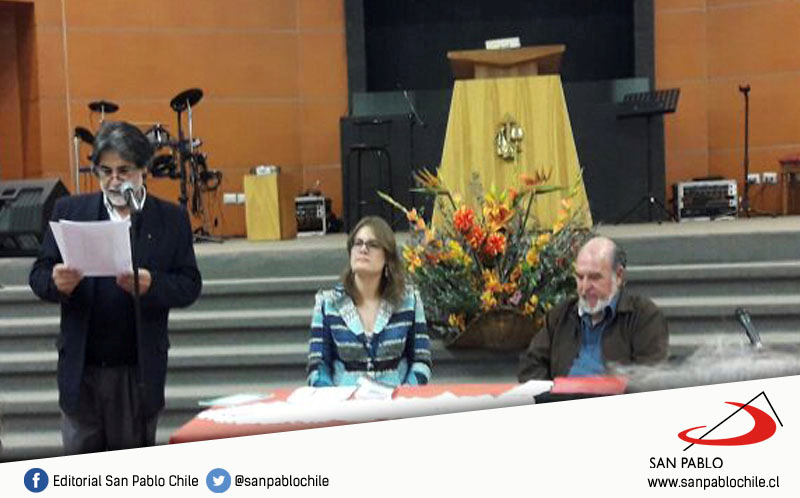 Editorial San Pablo Chile
@sanpablochile
SAN PABLO
www.sanpablochile.cl